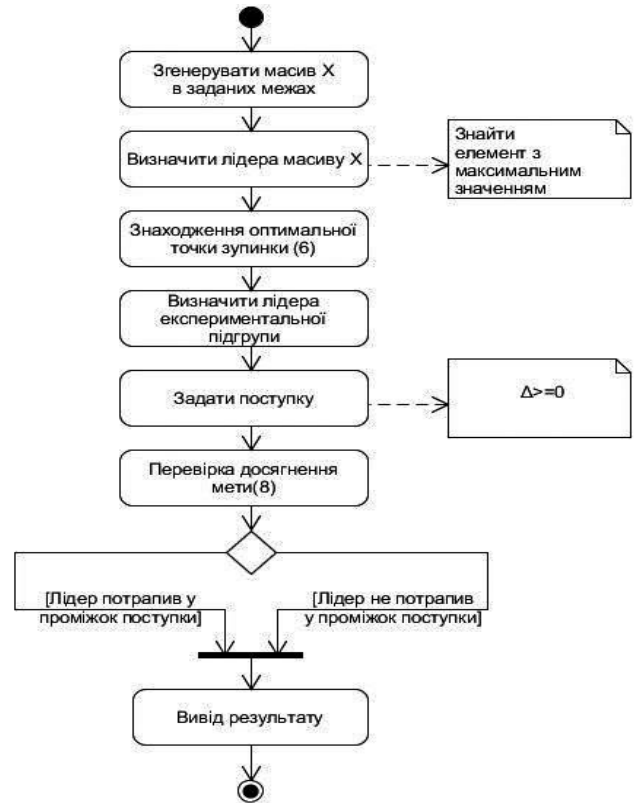 Згенерувати масив X
в заданих межах
Визначити лідера масиву X
Знайти
елемент з
максимальним
значенням
Знаходження оптимальної
точки зупинки (6)
Визначити лідера
експериментальної
підгрупи
Задати поступку
Δ>=0
Перевірка досягнення
мети(8)
[Лідер потрапив у
проміжок поступки]
[Лідер не потрапив
у проміжок поступки]
Вивід результату